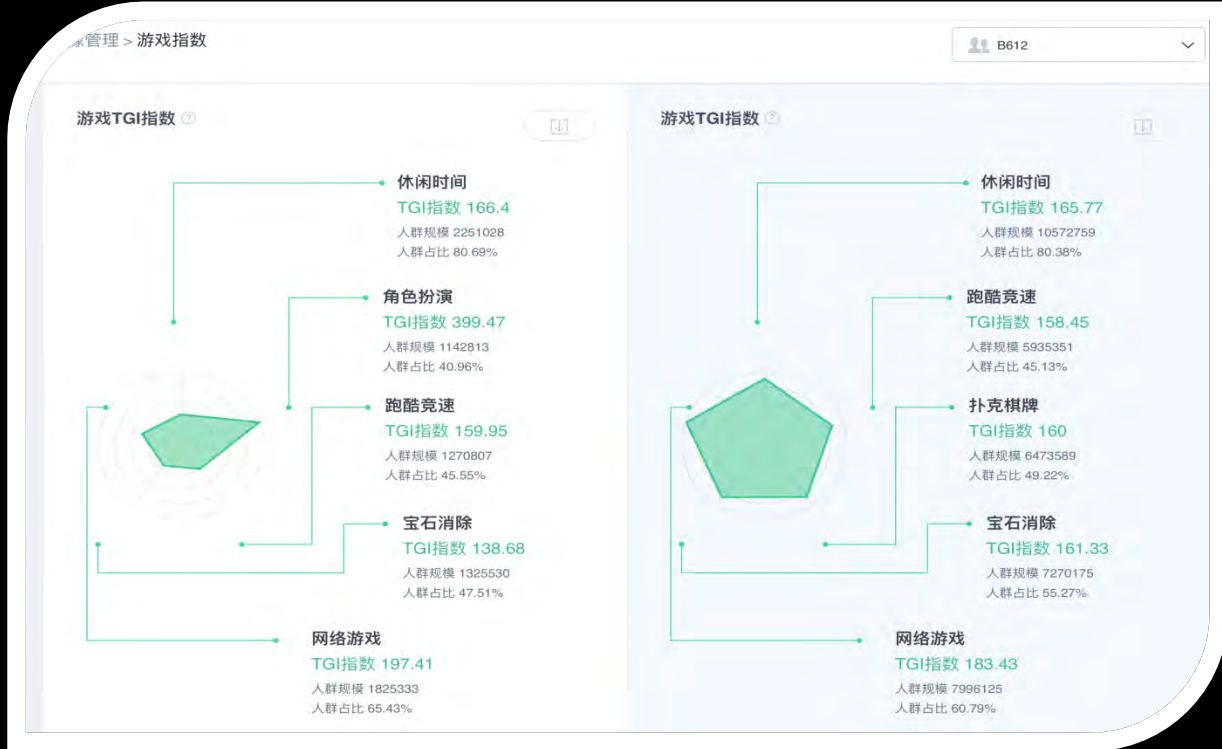 像管理 > 游戏指数
B612
游戏TGI指数
休闲时间
TGI指数 166.4
人群规模 2251028
人群占比 80.69%
角色扮演
TGI指数 399.47
人群规模 1142813
人群占比 40.96%
跑酷竞速
TGI指数 159.95
人群规模 1270807
人群占比 45.55%
宝石消除
TGI指数 138.68
人群规模 1325530
人群占比 47.51%
网络游戏
TGI指数 197.41
人群规模 1825333
人群占比 65.43%
游戏TGI指数
休闲时间
TGI指数 165.77
人群规模 10572759
人群占比 80.38%
跑酷竞速
TGI指数 158.45
人群规模 5935351
人群占比 45.13%
扑克棋牌
TGI指数 160
人群规模 6473589
人群占比 49.22%
宝石消除
TGI指数 161.33
人群规模 7270175
人群占比 55.27%
网络游戏
TGI指数 183.43
人群规模 7996125
人群占比 60.79%